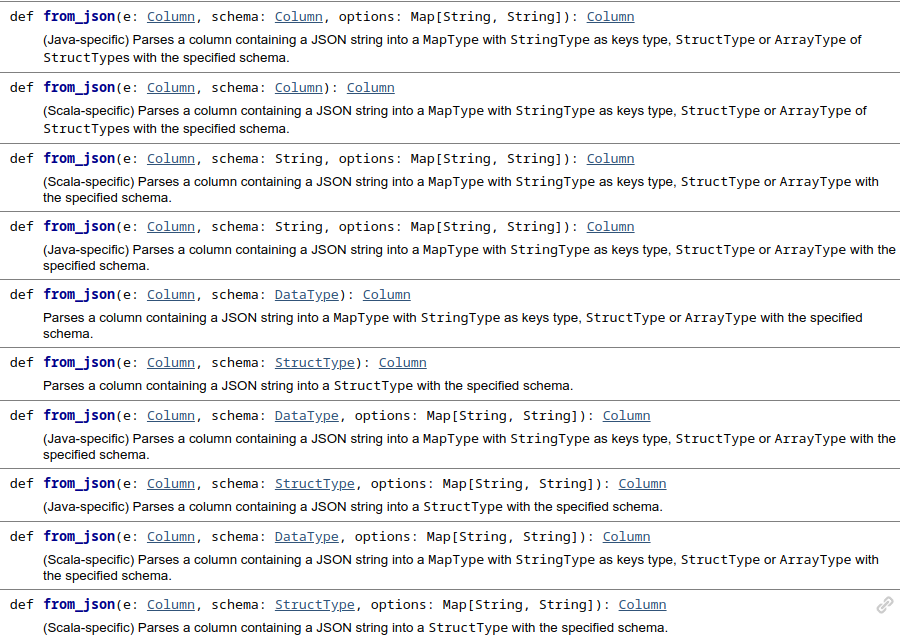 def from_json(e: Column, schema: Column, options: Map[String, String]): Column
(Java-specific) Parses a column containing a JSON string into a MapType with StringType as keys type, StructType or ArrayType of
StructTypes with the specified schema.
def from_json(e: Column, schema: Column): Column
(Scala-specific) Parses a column containing a JSON string into a MapType with StringType as keys type, StructType or ArrayType of
StructTypes with the specified schema.
def from_json(e: Column, schema: String, options: Map[String, String]): Column
(Scala-specific) Parses a column containing a JSON string into a MapType with StringType as keys type, StructType or ArrayType with
the specified schema.
def from_json(e: Column, schema: String, options: Map[String, String]): Column
(Java-specific) Parses a column containing a JSON string into a MapType with StringType as keys type, StructType or ArrayType with the
specified schema.
def from_json(e: Column, schema: DataType): Column
Parses a column containing a JSON string into a MapType with StringType as keys type, StructType or ArrayType with the specified
schema.
def from_json(e: Column, schema: StructType): Column
Parses a column containing a JSON string into a StructType with the specified schema.
def from_json(e: Column, schema: DataType, options: Map[String, String]): Column
(Java-specific) Parses a column containing a JSON string into a MapType with StringType as keys type, StructType or ArrayType with the
specified schema.
def from_json(e: Column, schema: StructType, options: Map[String, String]): Column
(Java-specific) Parses a column containing a JSON string into a StructType with the specified schema.
def from_json(e: Column, schema: DataType, options: Map[String, String]): Column
(Scala-specific) Parses a column containing a JSON string into a MapType with StringType as keys type, StructType or ArrayType with
the specified schema.
def from_json(e: Column, schema: StructType, options: Map[String, String]): Column
(Scala-specific) Parses a column containing a JSON string into a StructType with the specified schema.